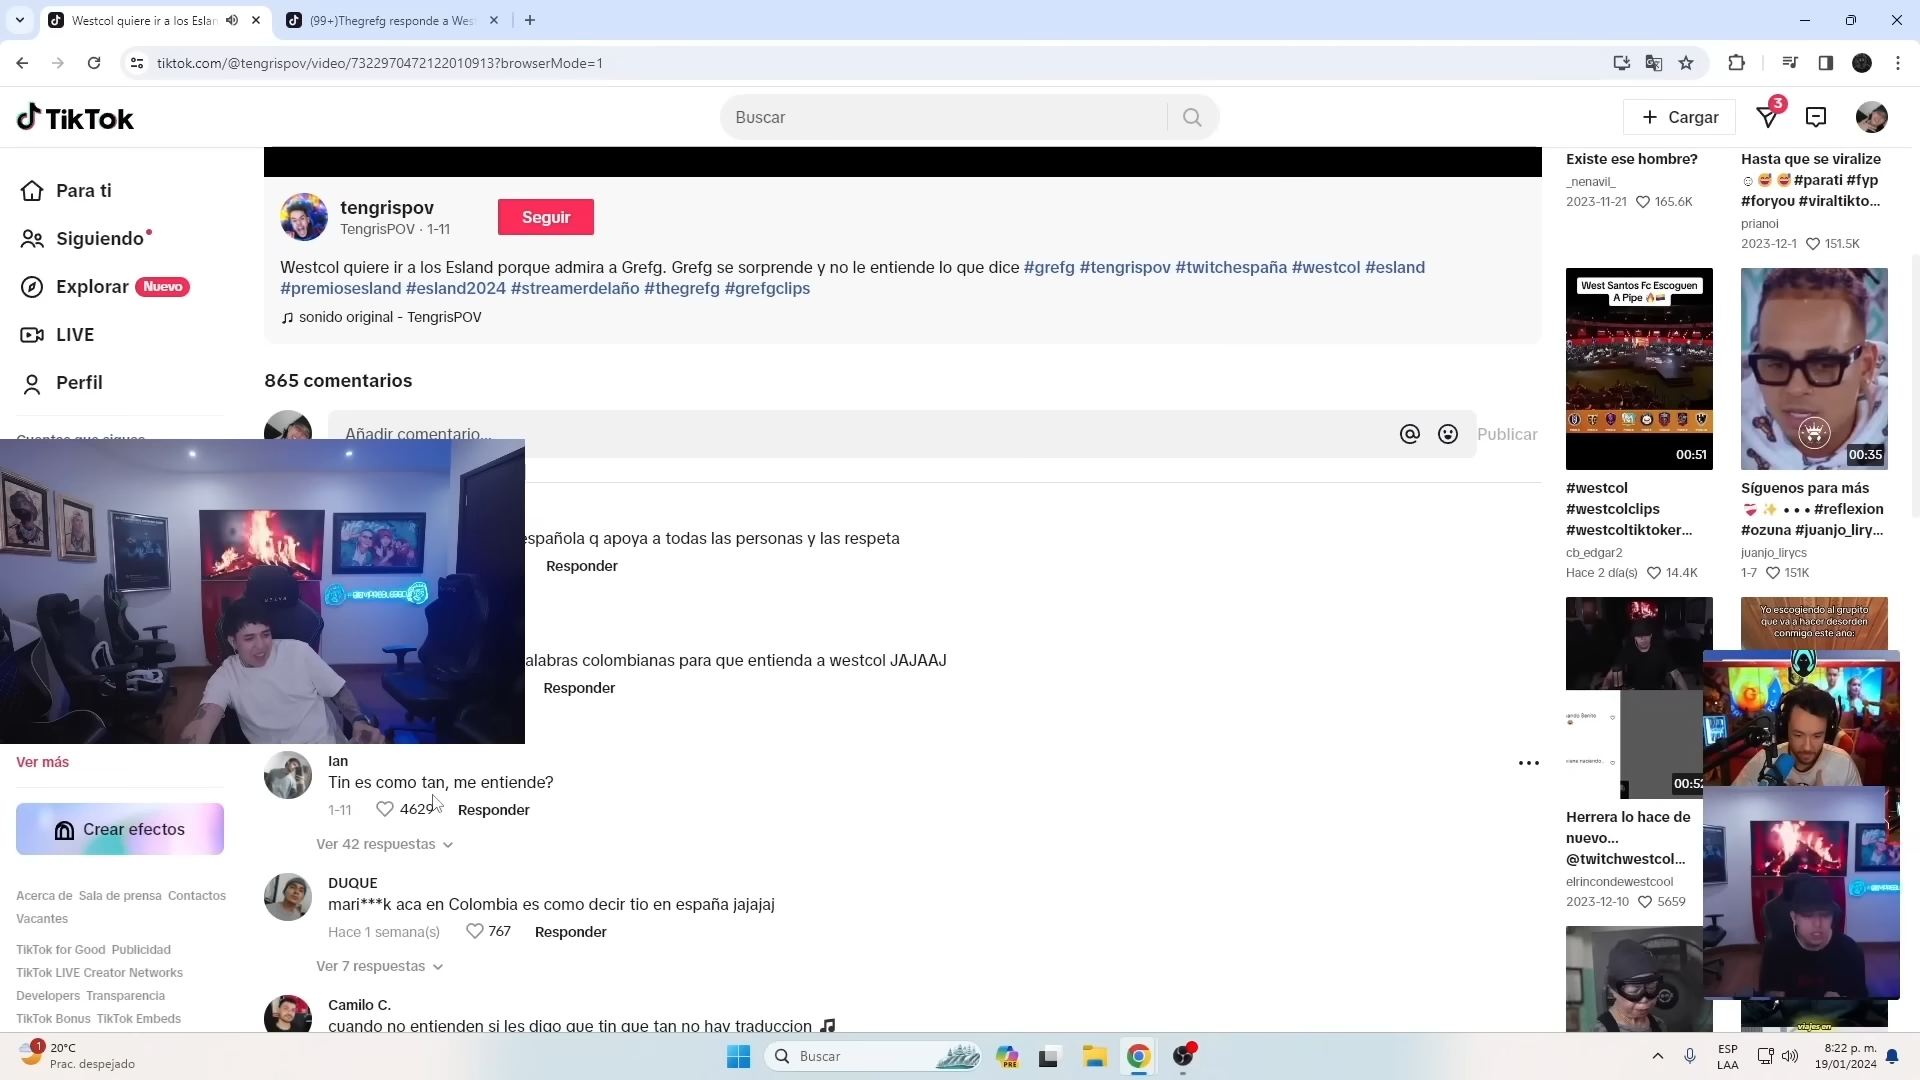 Westcol quiere ir a los Eslan
(99+)Thegrefg responde a Wes
tiktok.com/@tengrispov/video/7322970472122010913?browserMode=1
TikTok
Buscar
Cargar
3
Para ti
Siguiendo
Explorar Nuevo
LIVE
Perfil
Ver más
Crear efectos
Acerca de Sala de prensa Contactos
Vacantes
TikTok for Good Publicidad
TikTok LIVE Creator Networks
Developers Transparencia
TikTok Bonus TikTok Embeds
tengrispov
TengrisPOV · 1-11
Seguir
Westcol quiere ir a los Esland porque admira a Grefg. Grefg se sorprende y no le entiende lo que dice #grefg #tengrispov #twitchespaña #westcol #esland
#premiosesland #esland2024 #streamerdelaño #thegrefg #grefgclips
sonido original - TengrisPOV
865 comentarios
Añadir comentario...
Publicar
española q apoya a todas las personas y las respeta
Responder
alabras colombianas para que entienda a westcol JAJAAJ
Responder
Ian
Tin es como tan, me entiende?
1-11 4629 Responder
Ver 42 respuestas
DUQUE
mari***k aca en Colombia es como decir tio en españa jajajaj
Hace 1 semana(s) 767 Responder
Ver 7 respuestas
Camilo C.
cuando no entienden si les digo que tin que tan no hay traduccion
Existe ese hombre?
_nenavil_
2023-11-21 165.6K
Hasta que se viralize
#parati #fyp
#foryou #viraltikto...
prianoi
2023-12-1 151.5K
West Santos Fc Escoguen
A Pipe
00:51
#westcol
#westcolclips
#westcoltiktoker...
cb_edgar2
Hace 2 día(s) 14.4K
00:35
Síguenos para más
• • • #reflexion
#ozuna #juanjo_liry...
juanjo_lirycs
1-7 151K
00:52
Herrera lo hace de
nuevo...
@twitchwestcol...
elrincondewestcool
2023-12-10 5659
Yo escogiendo al grupito
que va a hacer desorden
conmigo este año:
viajes en
1
20°C
Prac. despejado
Buscar
PRE
ESP
LAA
8:22 p. m.
19/01/2024